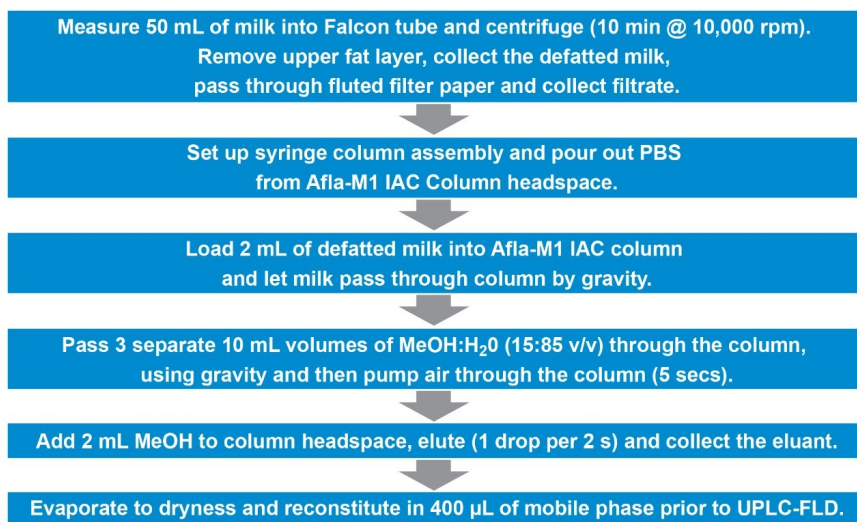 Measure 50 mL of milk into Falcon tube and centrifuge (10 min @ 10,000 rpm).
Remove upper fat layer, collect the defatted milk,
pass through fluted filter paper and collect filtrate.
Set up syringe column assembly and pour out PBS
from Afla-M1 IAC Column headspace.
Load 2 mL of defatted milk into Afla-M1 IAC column
and let milk pass through column by gravity.
Pass 3 separate 10 mL volumes of MeOH:H₂0 (15:85 v/v) through the column,
using gravity and then pump air through the column (5 secs).
Add 2 mL MeOH to column headspace, elute (1 drop per 2 s) and collect the eluant.
Evaporate to dryness and reconstitute in 400 µL of mobile phase prior to UPLC-FLD.